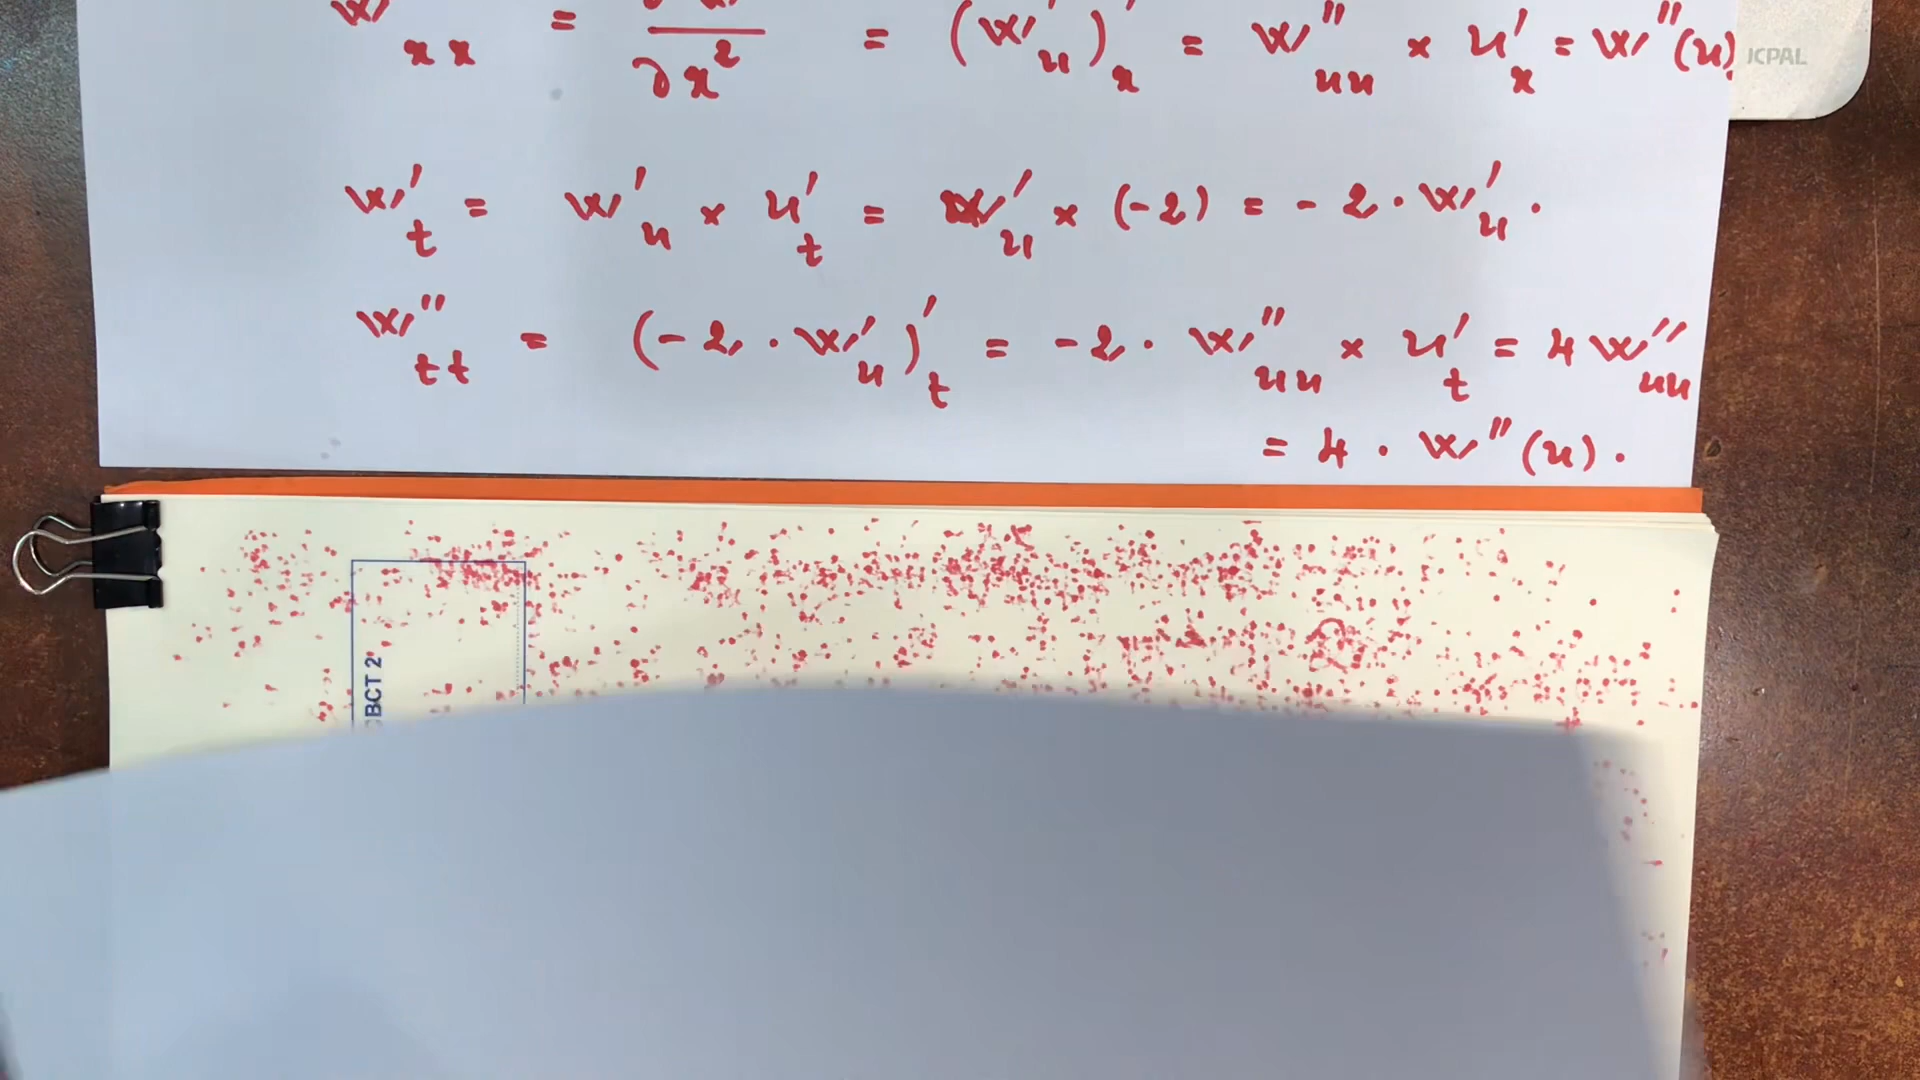 w''xx = ∂²w/∂x² = (w'u)'x = w''uu × u'x = w''(u)
JCPAL
w't = w'u × u't = w'u × (-2) = -2 · w'u .
w''tt = (-2 · w'u)'t = -2 · w''uu × u't = 4 w''uu
= 4 · w''(u) .
BCT 2